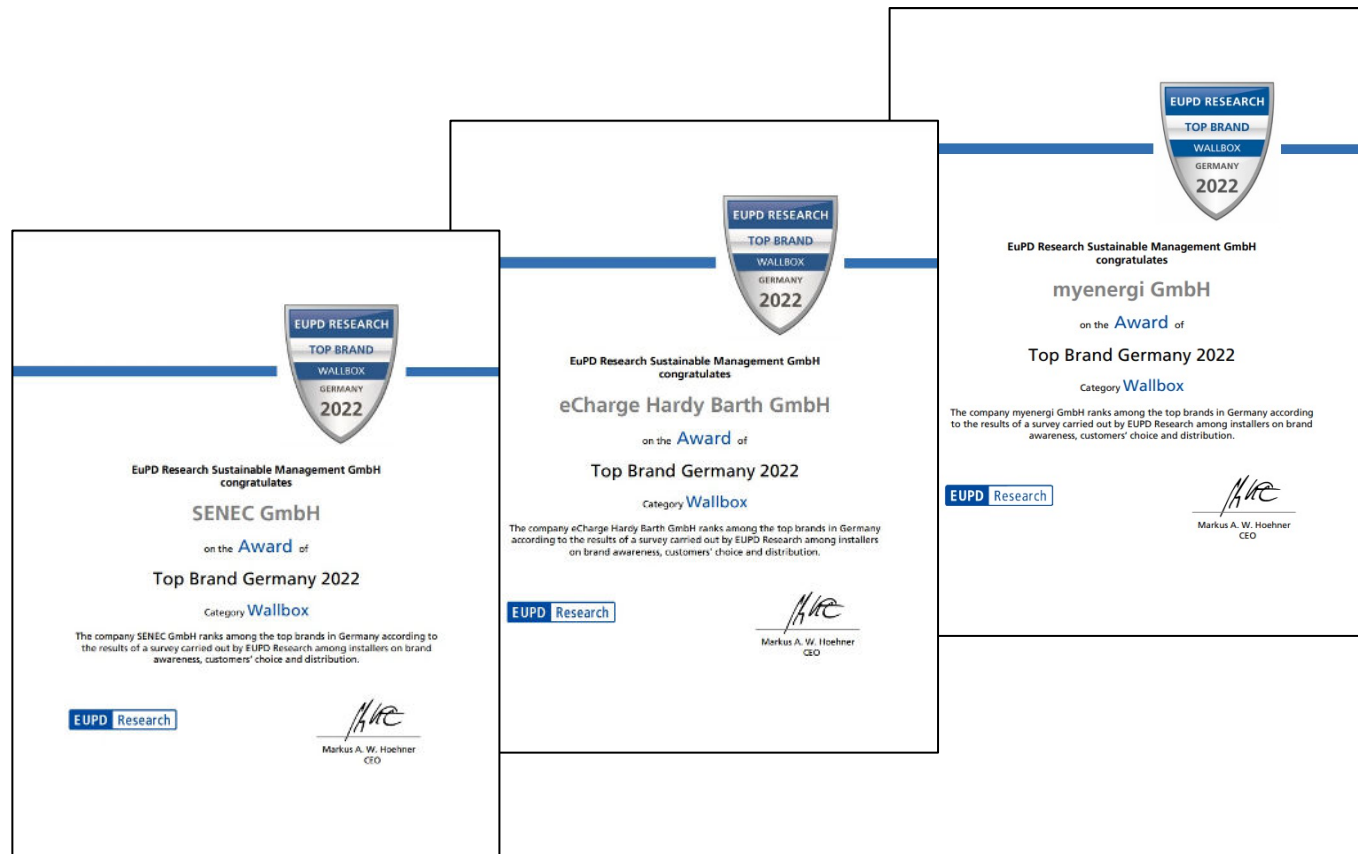 EUPD RESEARCH
TOP BRAND
WALLBOX
GERMANY
2022
EuPD Research Sustainable Management GmbH
congratulates
SENEC GmbH
on the Award of
Top Brand Germany 2022
Category Wallbox
The company SENEC GmbH ranks among the top brands in Germany according to
the results of a survey carried out by EUPD Research among installers on brand
awareness, customers' choice and distribution.
EUPD Research
Markus A. W. Hoehner
CEO
EUPD RESEARCH
TOP BRAND
WALLBOX
GERMANY
2022
EuPD Research Sustainable Management GmbH
congratulates
eCharge Hardy Barth GmbH
on the Award of
Top Brand Germany 2022
Category Wallbox
The company eCharge Hardy Barth GmbH ranks among the top brands in Germany
according to the results of a survey carried out by EUPD Research among installers
on brand awareness, customers' choice and distribution.
EUPD Research
Markus A. W. Hoehner
CEO
EUPD RESEARCH
TOP BRAND
WALLBOX
GERMANY
2022
EuPD Research Sustainable Management GmbH
congratulates
myenergi GmbH
on the Award of
Top Brand Germany 2022
Category Wallbox
The company myenergi GmbH ranks among the top brands in Germany according
to the results of a survey carried out by EUPD Research among installers on brand
awareness, customers' choice and distribution.
EUPD Research
Markus A. W. Hoehner
CEO